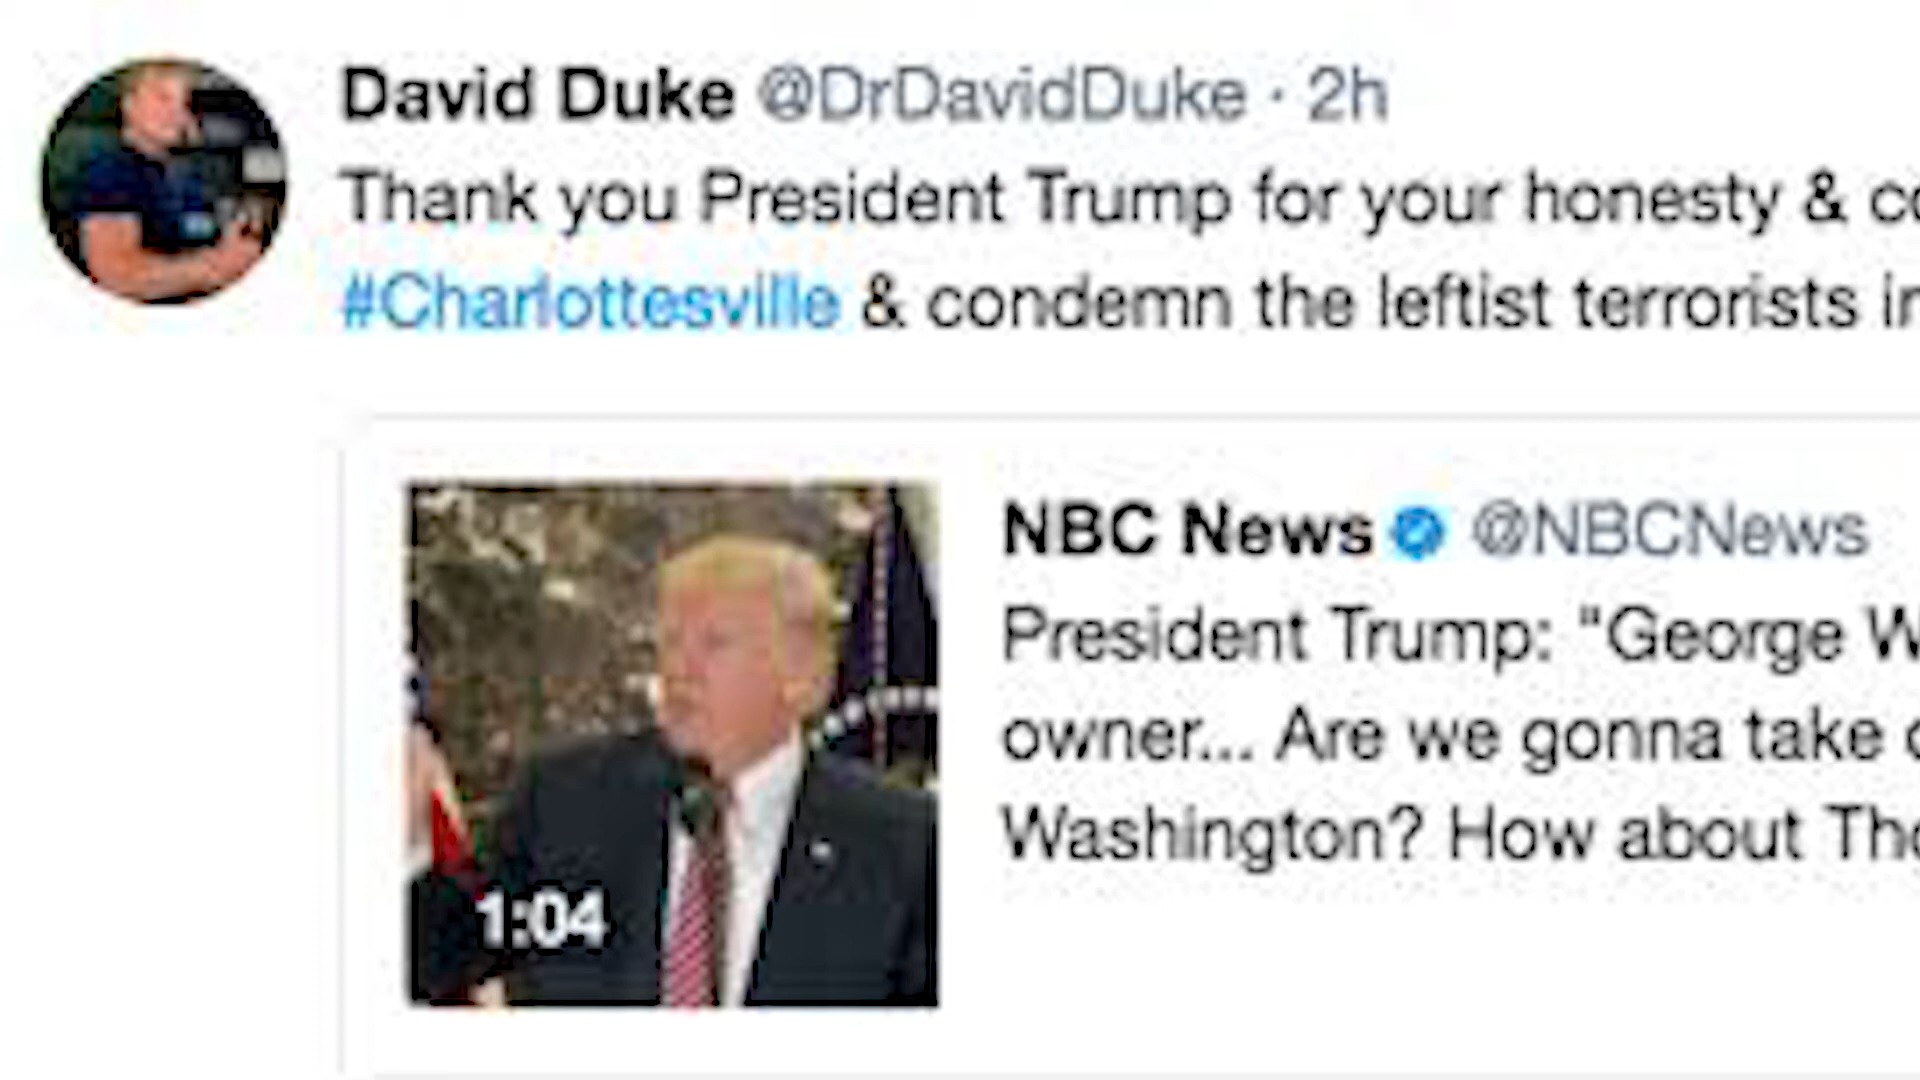 David Duke @DrDavidDuke · 2h
Thank you President Trump for your honesty & co
#Charlottesville & condemn the leftist terrorists in
NBC News @NBCNews
President Trump: "George W
owner... Are we gonna take
Washington? How about Tho
1:04